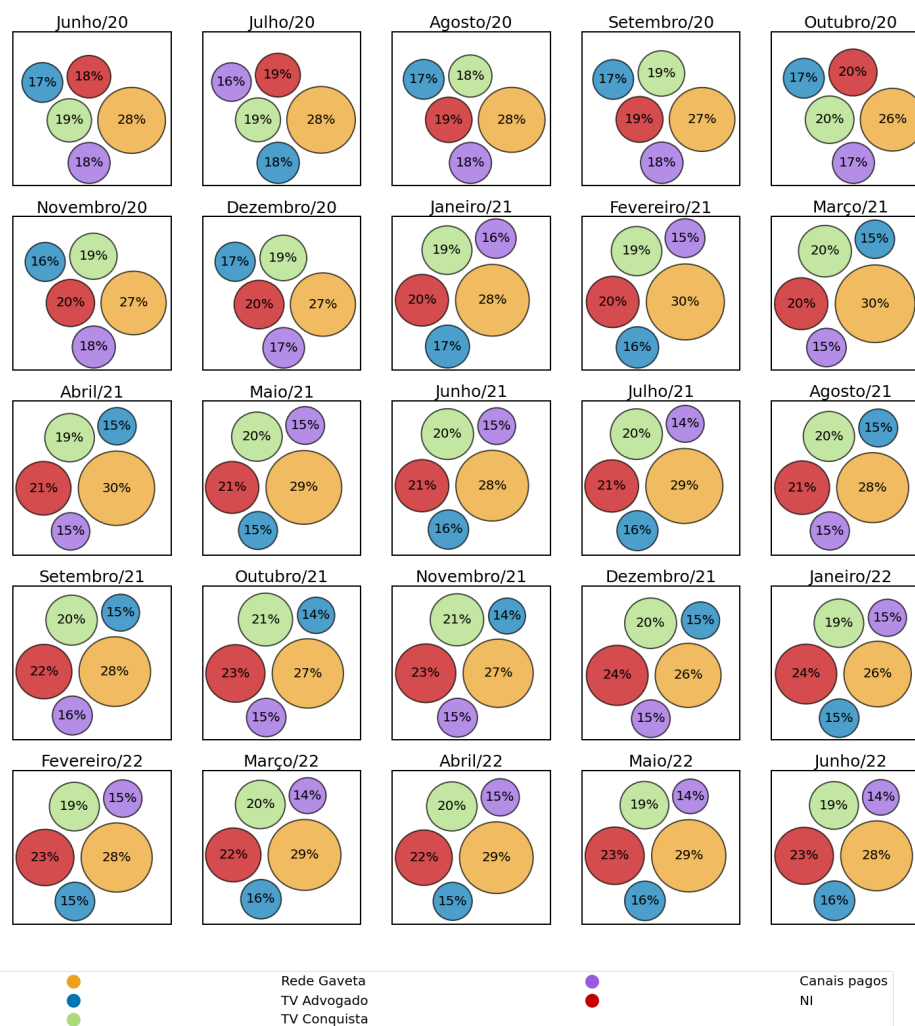 Junho/20 Julho/20 Agosto/20 Setembro/20 Outubro/20
17% 18% 19% 28% 18%
16% 19% 19% 28% 18%
17% 18% 19% 28% 18%
17% 19% 19% 27% 18%
17% 20% 20% 26% 17%
Novembro/20 Dezembro/20 Janeiro/21 Fevereiro/21 Março/21
16% 19% 20% 27% 18%
17% 19% 20% 27% 17%
19% 16% 20% 28% 17%
19% 15% 20% 30% 16%
20% 15% 20% 30% 15%
Abril/21 Maio/21 Junho/21 Julho/21 Agosto/21
19% 15% 21% 30% 15%
20% 15% 21% 29% 15%
20% 15% 21% 28% 16%
20% 14% 21% 29% 16%
20% 15% 21% 28% 15%
Setembro/21 Outubro/21 Novembro/21 Dezembro/21 Janeiro/22
20% 15% 22% 28% 16%
21% 14% 23% 27% 15%
21% 14% 23% 27% 15%
20% 15% 24% 26% 15%
19% 15% 24% 26% 15%
Fevereiro/22 Março/22 Abril/22 Maio/22 Junho/22
19% 15% 23% 28% 15%
20% 14% 22% 29% 16%
20% 15% 22% 29% 15%
19% 14% 23% 29% 16%
19% 14% 23% 28% 16%
Rede Gaveta
TV Advogado
TV Conquista
Canais pagos
NI